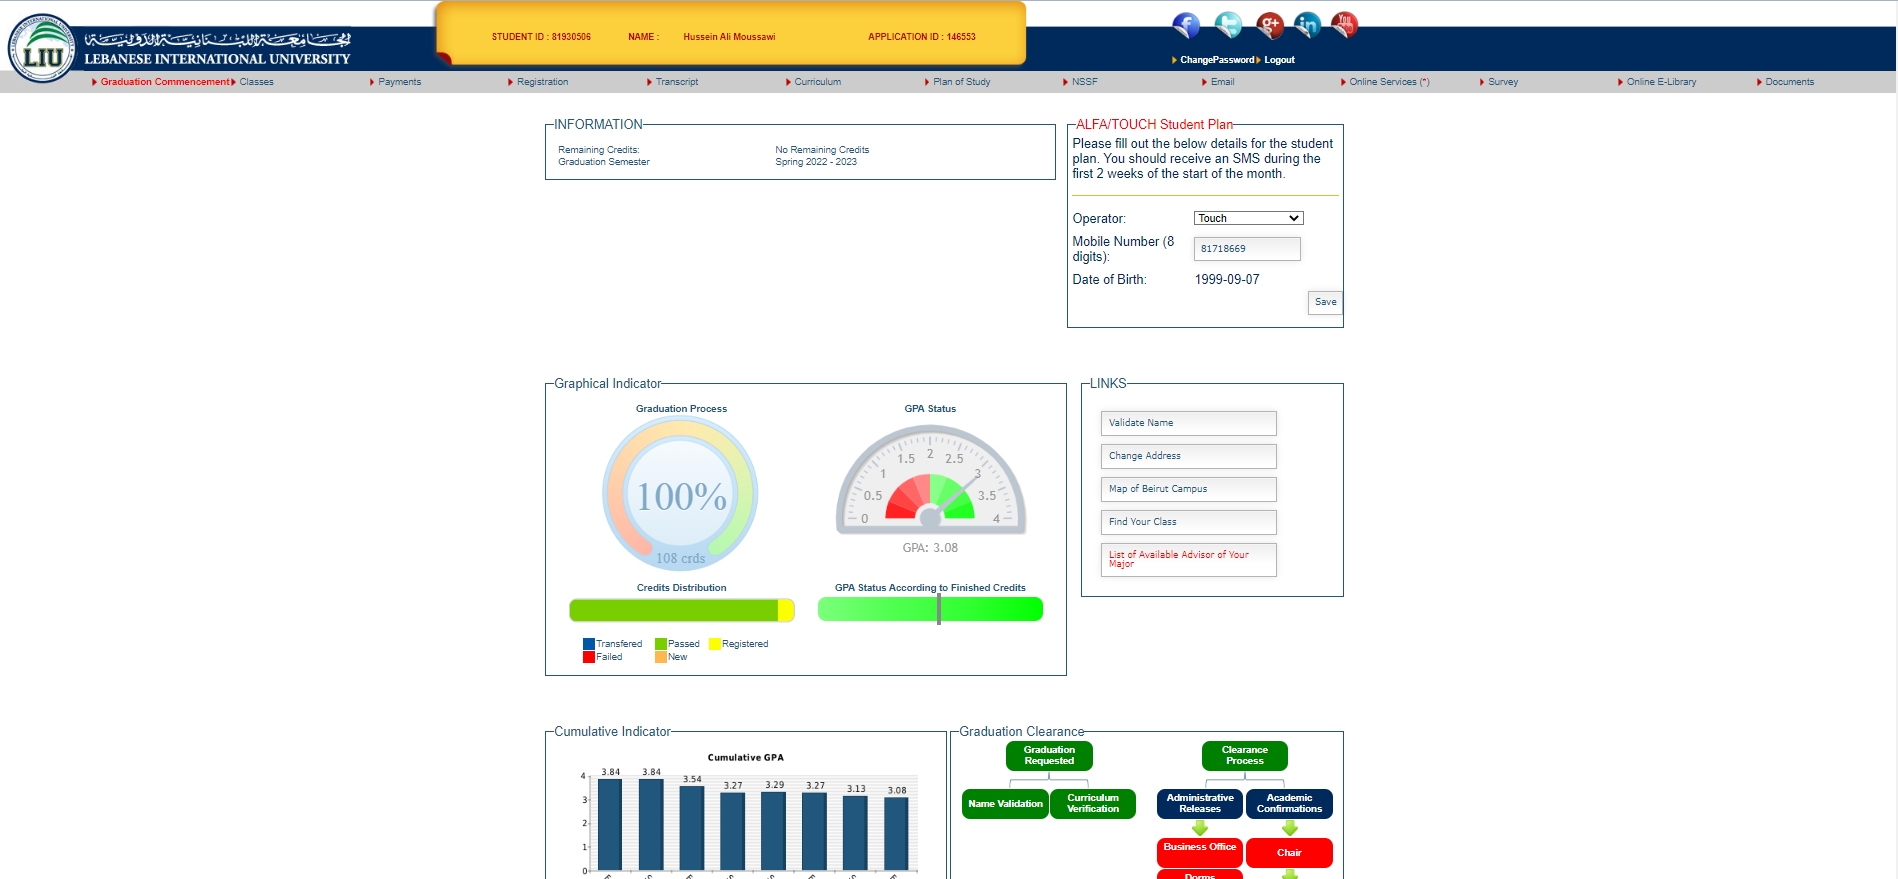 STUDENT ID : 81930506 NAME : Hussein Ali Moussawi APPLICATION ID : 146553
الجامعة اللبنانية الدولية
LEBANESE INTERNATIONAL UNIVERSITY
LIU
ChangePassword Logout
Graduation Commencement Classes Payments Registration Transcript Curriculum Plan of Study NSSF Email Online Services (*) Survey Online E-Library Documents
INFORMATION
Remaining Credits: No Remaining Credits
Graduation Semester Spring 2022 - 2023
ALFA/TOUCH Student Plan
Please fill out the below details for the student
plan. You should receive an SMS during the
first 2 weeks of the start of the month.
Operator: Touch
Mobile Number (8
digits): 81718669
Date of Birth: 1999-09-07
Save
Graphical Indicator
Graduation Process
100%
108 crds
GPA Status
0 0.5 1 1.5 2 2.5 3 3.5 4
GPA: 3.08
Credits Distribution
Transfered Passed Registered
Failed New
GPA Status According to Finished Credits
LINKS
Validate Name
Change Address
Map of Beirut Campus
Find Your Class
List of Available Advisor of Your
Major
Cumulative Indicator
Cumulative GPA
4
3
2
1
0
3.84 3.84 3.54 3.27 3.29 3.27 3.13 3.08
Graduation Clearance
Graduation
Requested
Name Validation
Curriculum
Verification
Clearance
Process
Administrative
Releases
Academic
Confirmations
Business Office
Chair
Dorms